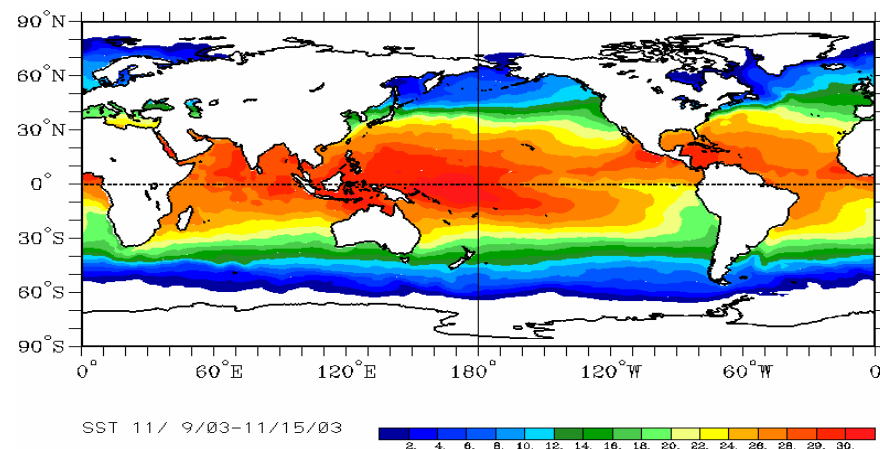 90°N
60°N
30°N
0°
30°S
60°S
90°S
0° 60°E 120°E 180° 120°W 60°W 0
SST 11/ 9/03-11/15/03
2. 4. 6. 8. 10. 12. 14. 16. 18. 20. 22. 24. 26. 28. 29. 30.